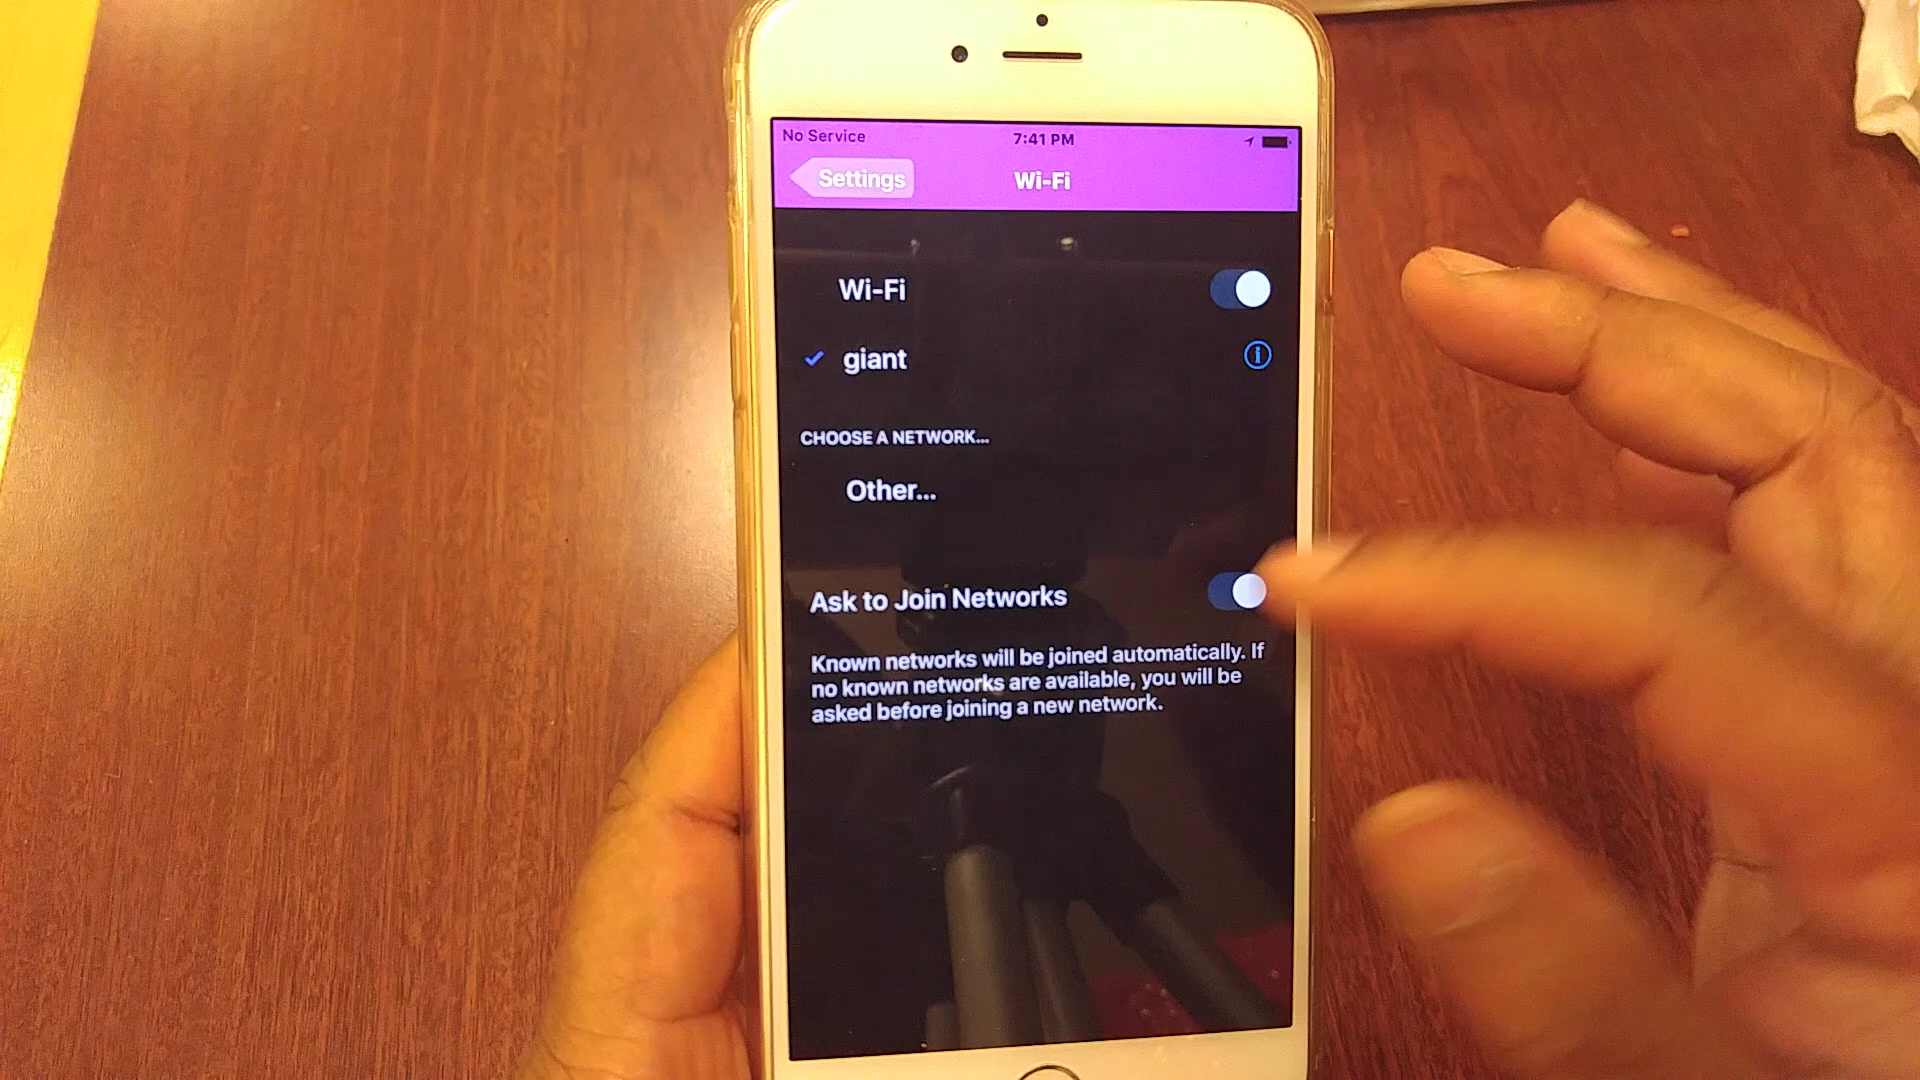 No Service 7:41 PM
Settings Wi-Fi
Wi-Fi
giant
CHOOSE A NETWORK...
Other...
Ask to Join Networks
Known networks will be joined automatically. If
no known networks are available, you will be
asked before joining a new network.